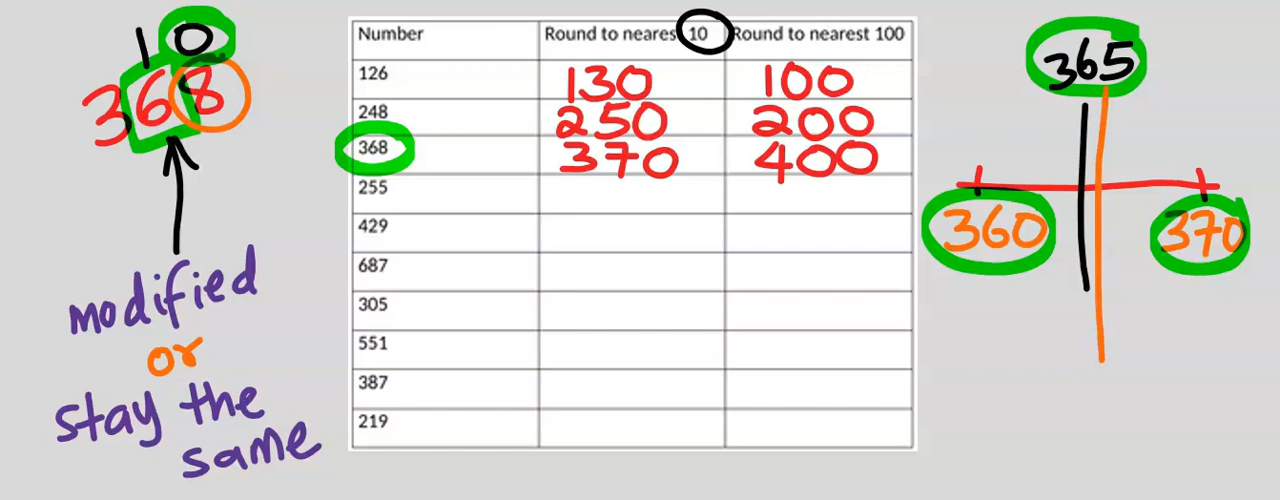 10
368
modified
or
stay the
same
Number Round to neares 10 Round to nearest 100
126 130 100
248 250 200
368 370 400
255
429
687
305
551
387
219
365
360 370